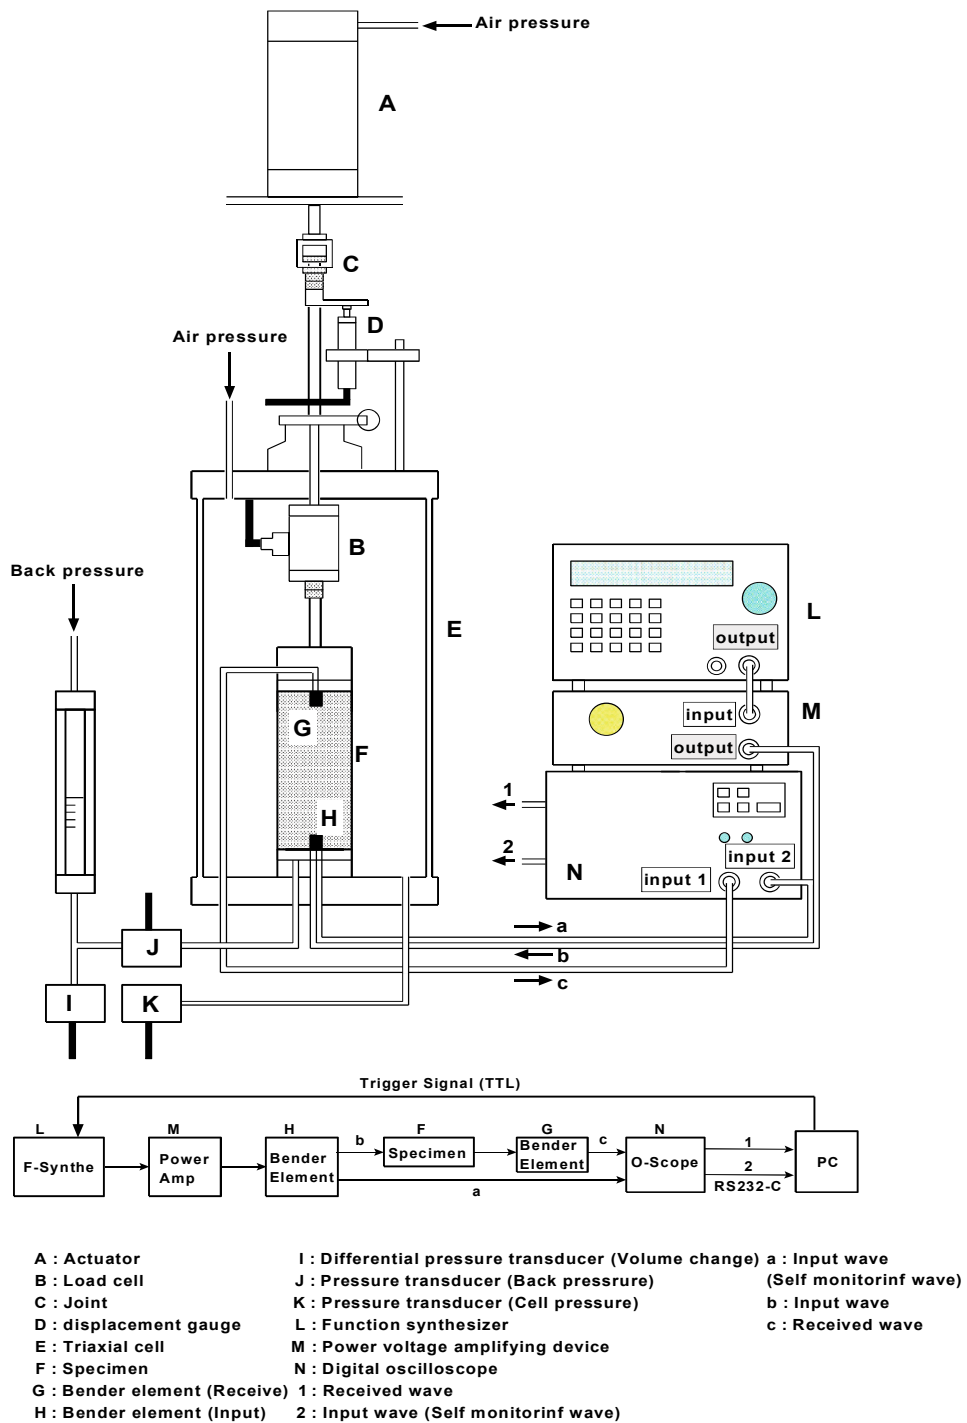 Air pressure
A
C
D
Air pressure
B
Back pressure
E
L
output
M
input
output
G
F
H
1
2
N
input 2
input 1
a
J
b
c
I
K
Trigger Signal (TTL)
L
M
H
b
F
G
c
N
1
F-Synthe
Power
Amp
Bender
Element
Specimen
Bender
Element
O-Scope
2
RS232-C
PC
a
A : Actuator
B : Load cell
C : Joint
D : displacement gauge
E : Triaxial cell
F : Specimen
G : Bender element (Receive)
H : Bender element (Input)
I : Differential pressure transducer (Volume change)
J : Pressure transducer (Back pressrure)
K : Pressure transducer (Cell pressure)
L : Function synthesizer
M : Power voltage amplifying device
N : Digital oscilloscope
1 : Received wave
2 : Input wave (Self monitorinf wave)
a : Input wave
(Self monitorinf wave)
b : Input wave
c : Received wave